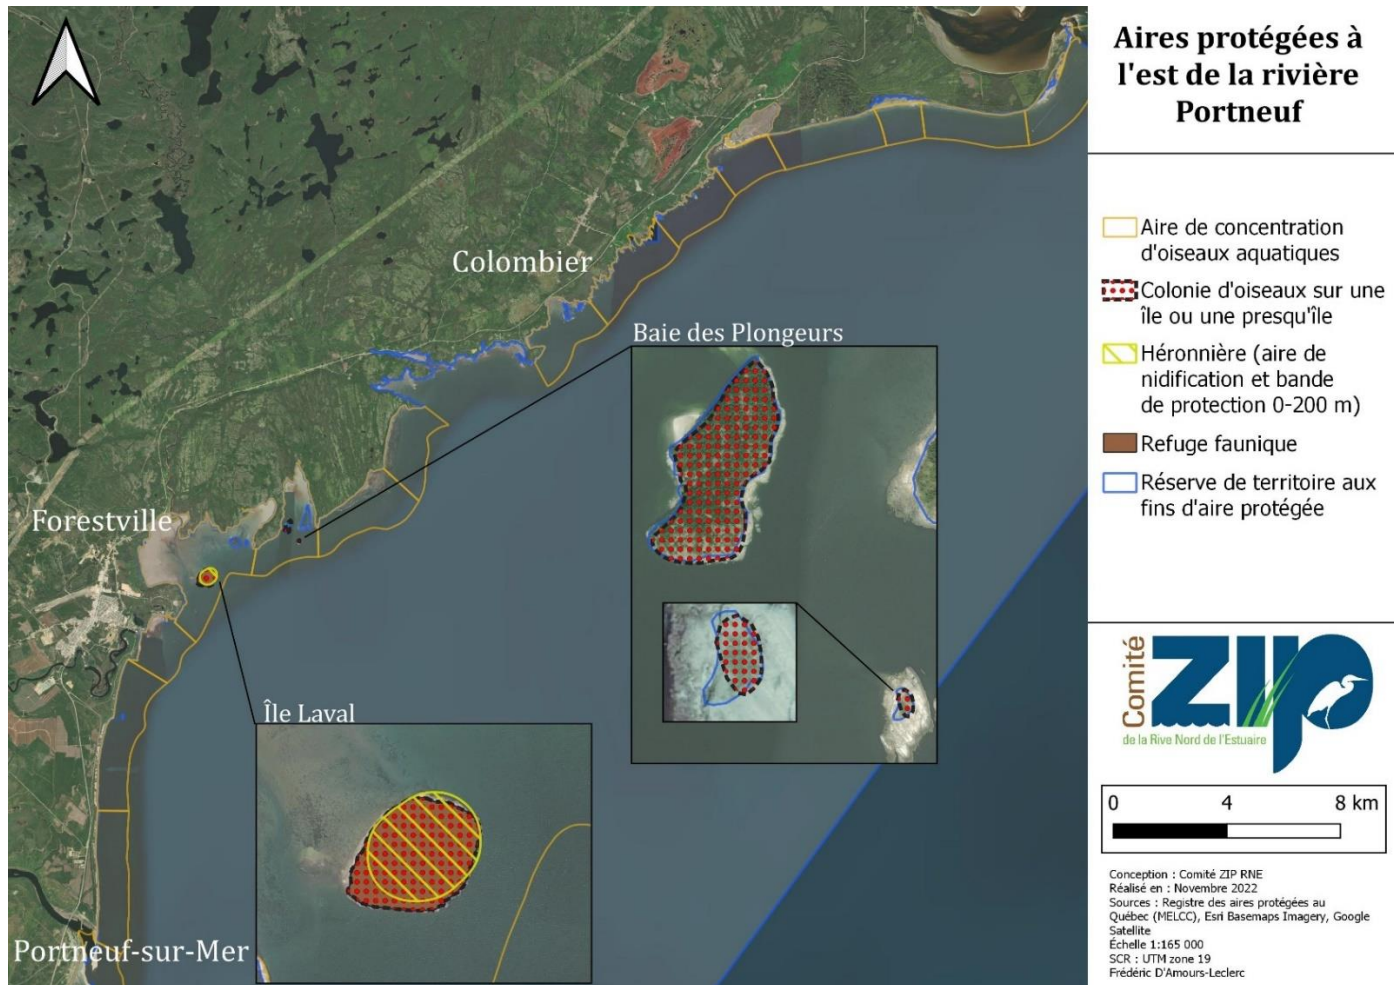 Aires protégées à
l'est de la rivière
Portneuf
Aire de concentration
d'oiseaux aquatiques
Colonie d'oiseaux sur une
île ou une presqu'île
Héronnière (aire de
nidification et bande
de protection 0-200 m)
Refuge faunique
Réserve de territoire aux
fins d'aire protégée
Colombier
Baie des Plongeurs
Forestville
Île Laval
Portneuf-sur-Mer
Comité
ZIP
de la Rive Nord de l'Estuaire
0 4 8 km
Conception : Comité ZIP RNE
Réalisé en : Novembre 2022
Sources : Registre des aires protégées au
Québec (MELCC), Esri Basemaps Imagery, Google
Satellite
Échelle 1:165 000
SCR : UTM zone 19
Frédéric D'Amours-Leclerc